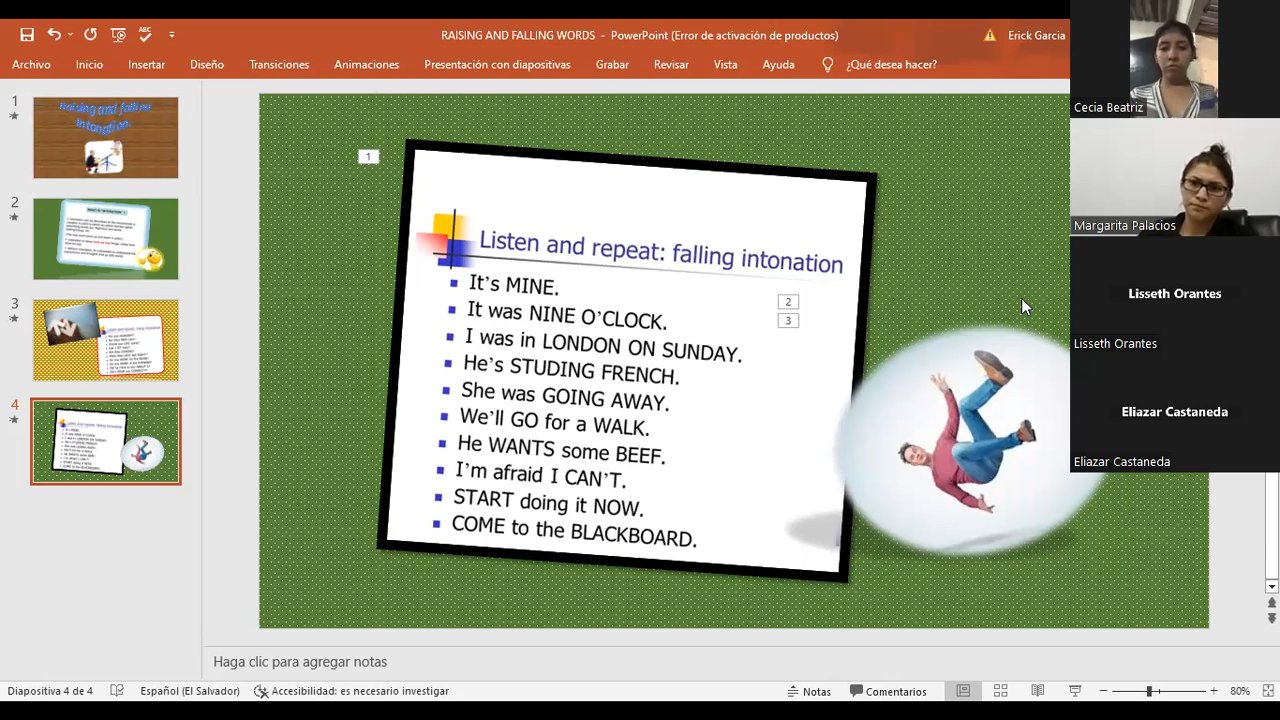 RAISING AND FALLING WORDS - PowerPoint (Error de activación de productos)
Erick Garcia
Archivo Inicio Insertar Diseño Transiciones Animaciones Presentación con diapositivas Grabar Revisar Vista Ayuda ¿Qué desea hacer?
Cecia Beatriz
Margarita Palacios
Lisseth Orantes
Lisseth Orantes
Eliazar Castaneda
Eliazar Castaneda
1
2
3
4
1
2
3
Listen and repeat: falling intonation
It's MINE.
It was NINE O'CLOCK.
I was in LONDON ON SUNDAY.
He's STUDING FRENCH.
She was GOING AWAY.
We'll GO for a WALK.
He WANTS some BEEF.
I'm afraid I CAN'T.
START doing it NOW.
COME to the BLACKBOARD.
Haga clic para agregar notas
Diapositiva 4 de 4 Español (El Salvador) Accesibilidad: es necesario investigar Notas Comentarios 80%